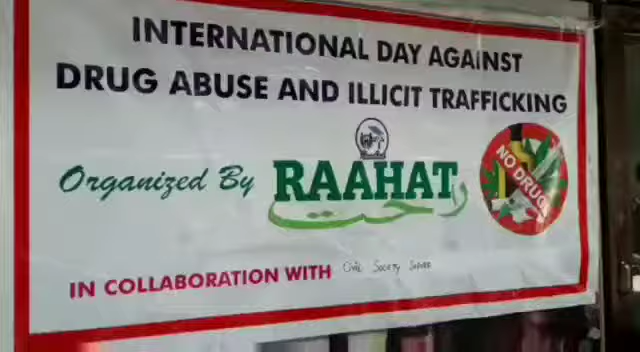 INTERNATIONAL DAY AGAINST
DRUG ABUSE AND ILLICIT TRAFFICKING
Organized By RAAHAT
راحت
NO DRUGS
IN COLLABORATION WITH Civil Society